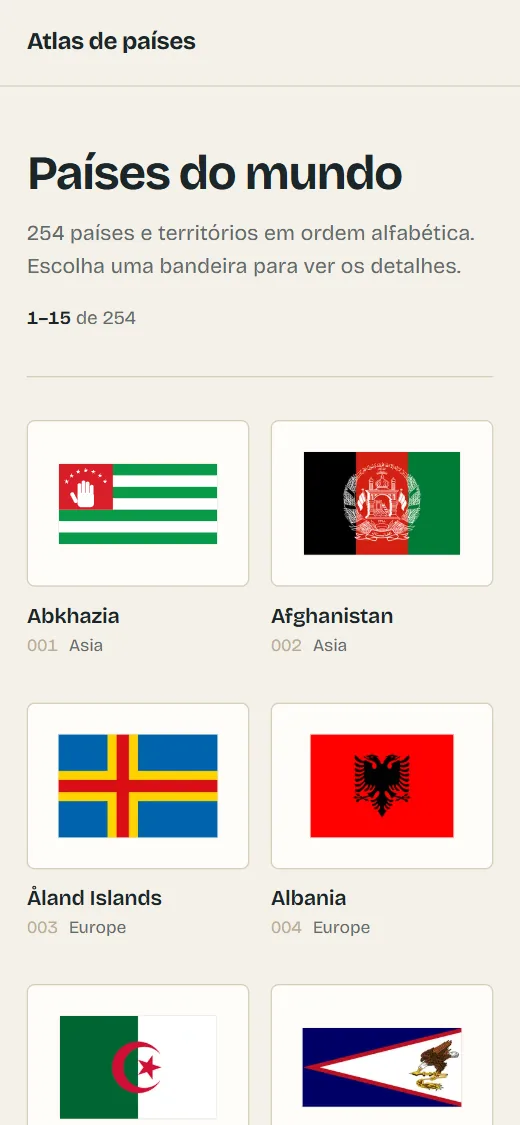 Atlas de países
Países do mundo
254 países e territórios em ordem alfabética.
Escolha uma bandeira para ver os detalhes.
1–15 de 254
Abkhazia
001 Asia
Afghanistan
002 Asia
Åland Islands
003 Europe
Albania
004 Europe